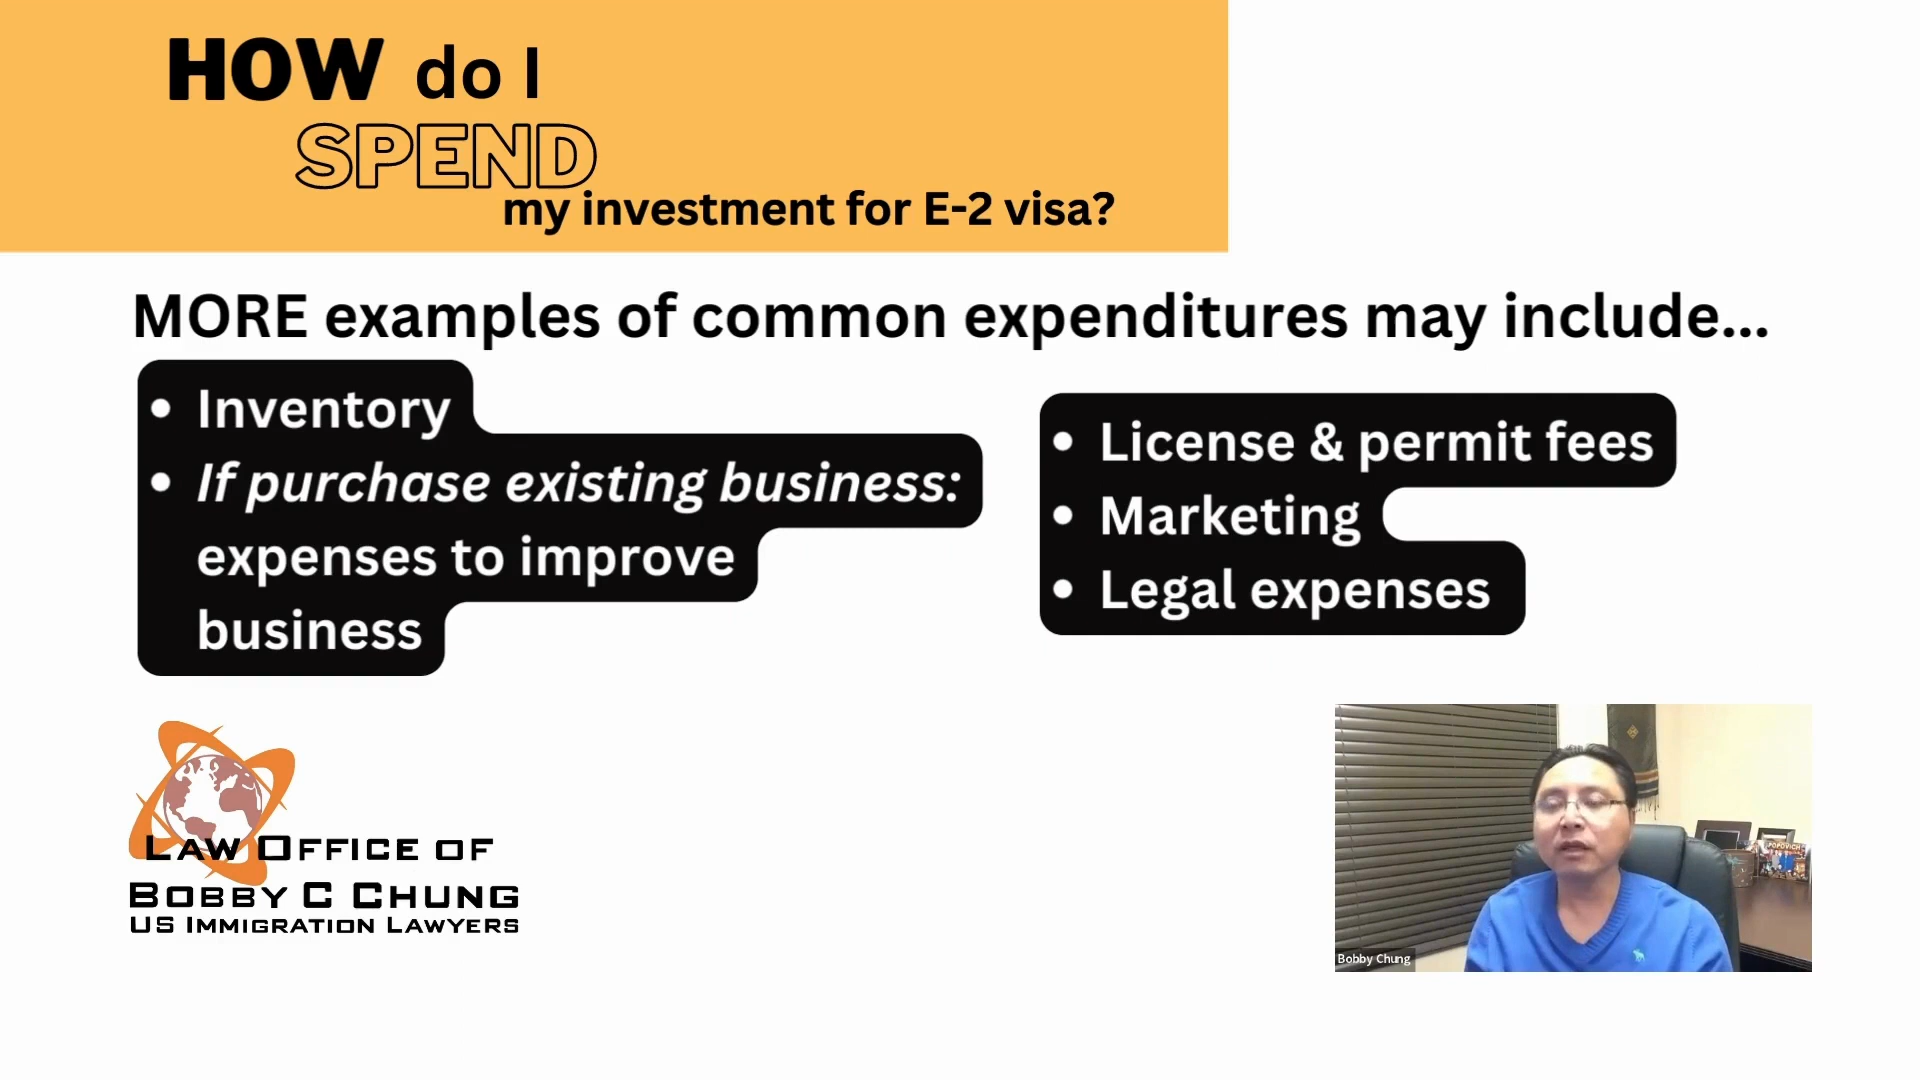 HOW do I
SPEND
my investment for E-2 visa?
MORE examples of common expenditures may include...
• Inventory
• If purchase existing business:
expenses to improve
business
• License & permit fees
• Marketing
• Legal expenses
LAW OFFICE OF
BOBBY C CHUNG
US IMMIGRATION LAWYERS
POPOVICH
Bobby Chung